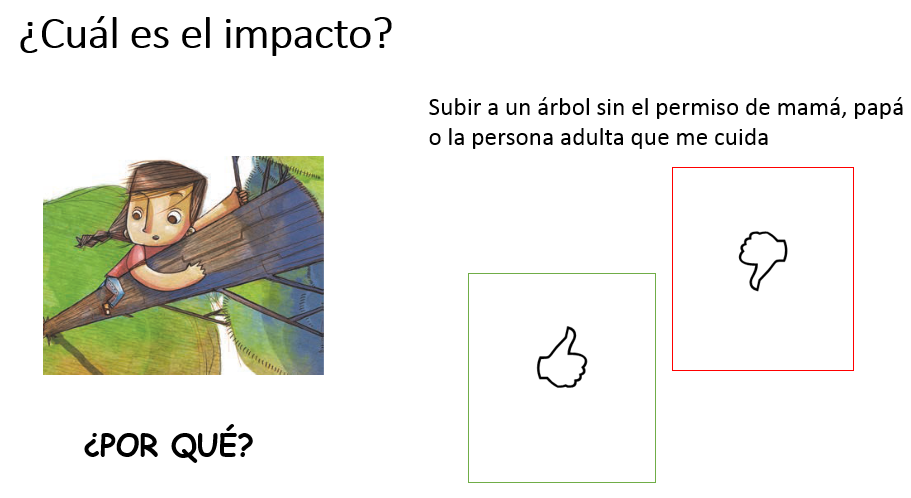 ¿Cuál es el impacto?
Subir a un árbol sin el permiso de mamá, papá
o la persona adulta que me cuida
¿POR QUÉ?